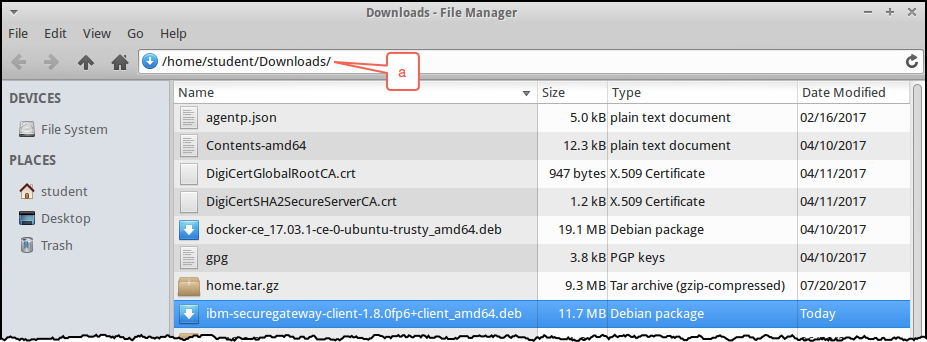 Downloads - File Manager
File Edit View Go Help
/home/student/Downloads/
a
DEVICES
File System
PLACES
student
Desktop
Trash
Name Size Type Date Modified
agentp.json 5.0 kB plain text document 02/16/2017
Contents-amd64 12.3 kB plain text document 04/10/2017
DigiCertGlobalRootCA.crt 947 bytes X.509 Certificate 04/11/2017
DigiCertSHA2SecureServerCA.crt 1.2 kB X.509 Certificate 04/11/2017
docker-ce_17.03.1-ce-0-ubuntu-trusty_amd64.deb 19.1 MB Debian package 04/10/2017
gpg 3.8 kB PGP keys 04/10/2017
home.tar.gz 9.3 MB Tar archive (gzip-compressed) 07/20/2017
ibm-securegateway-client-1.8.0fp6+client_amd64.deb 11.7 MB Debian package Today